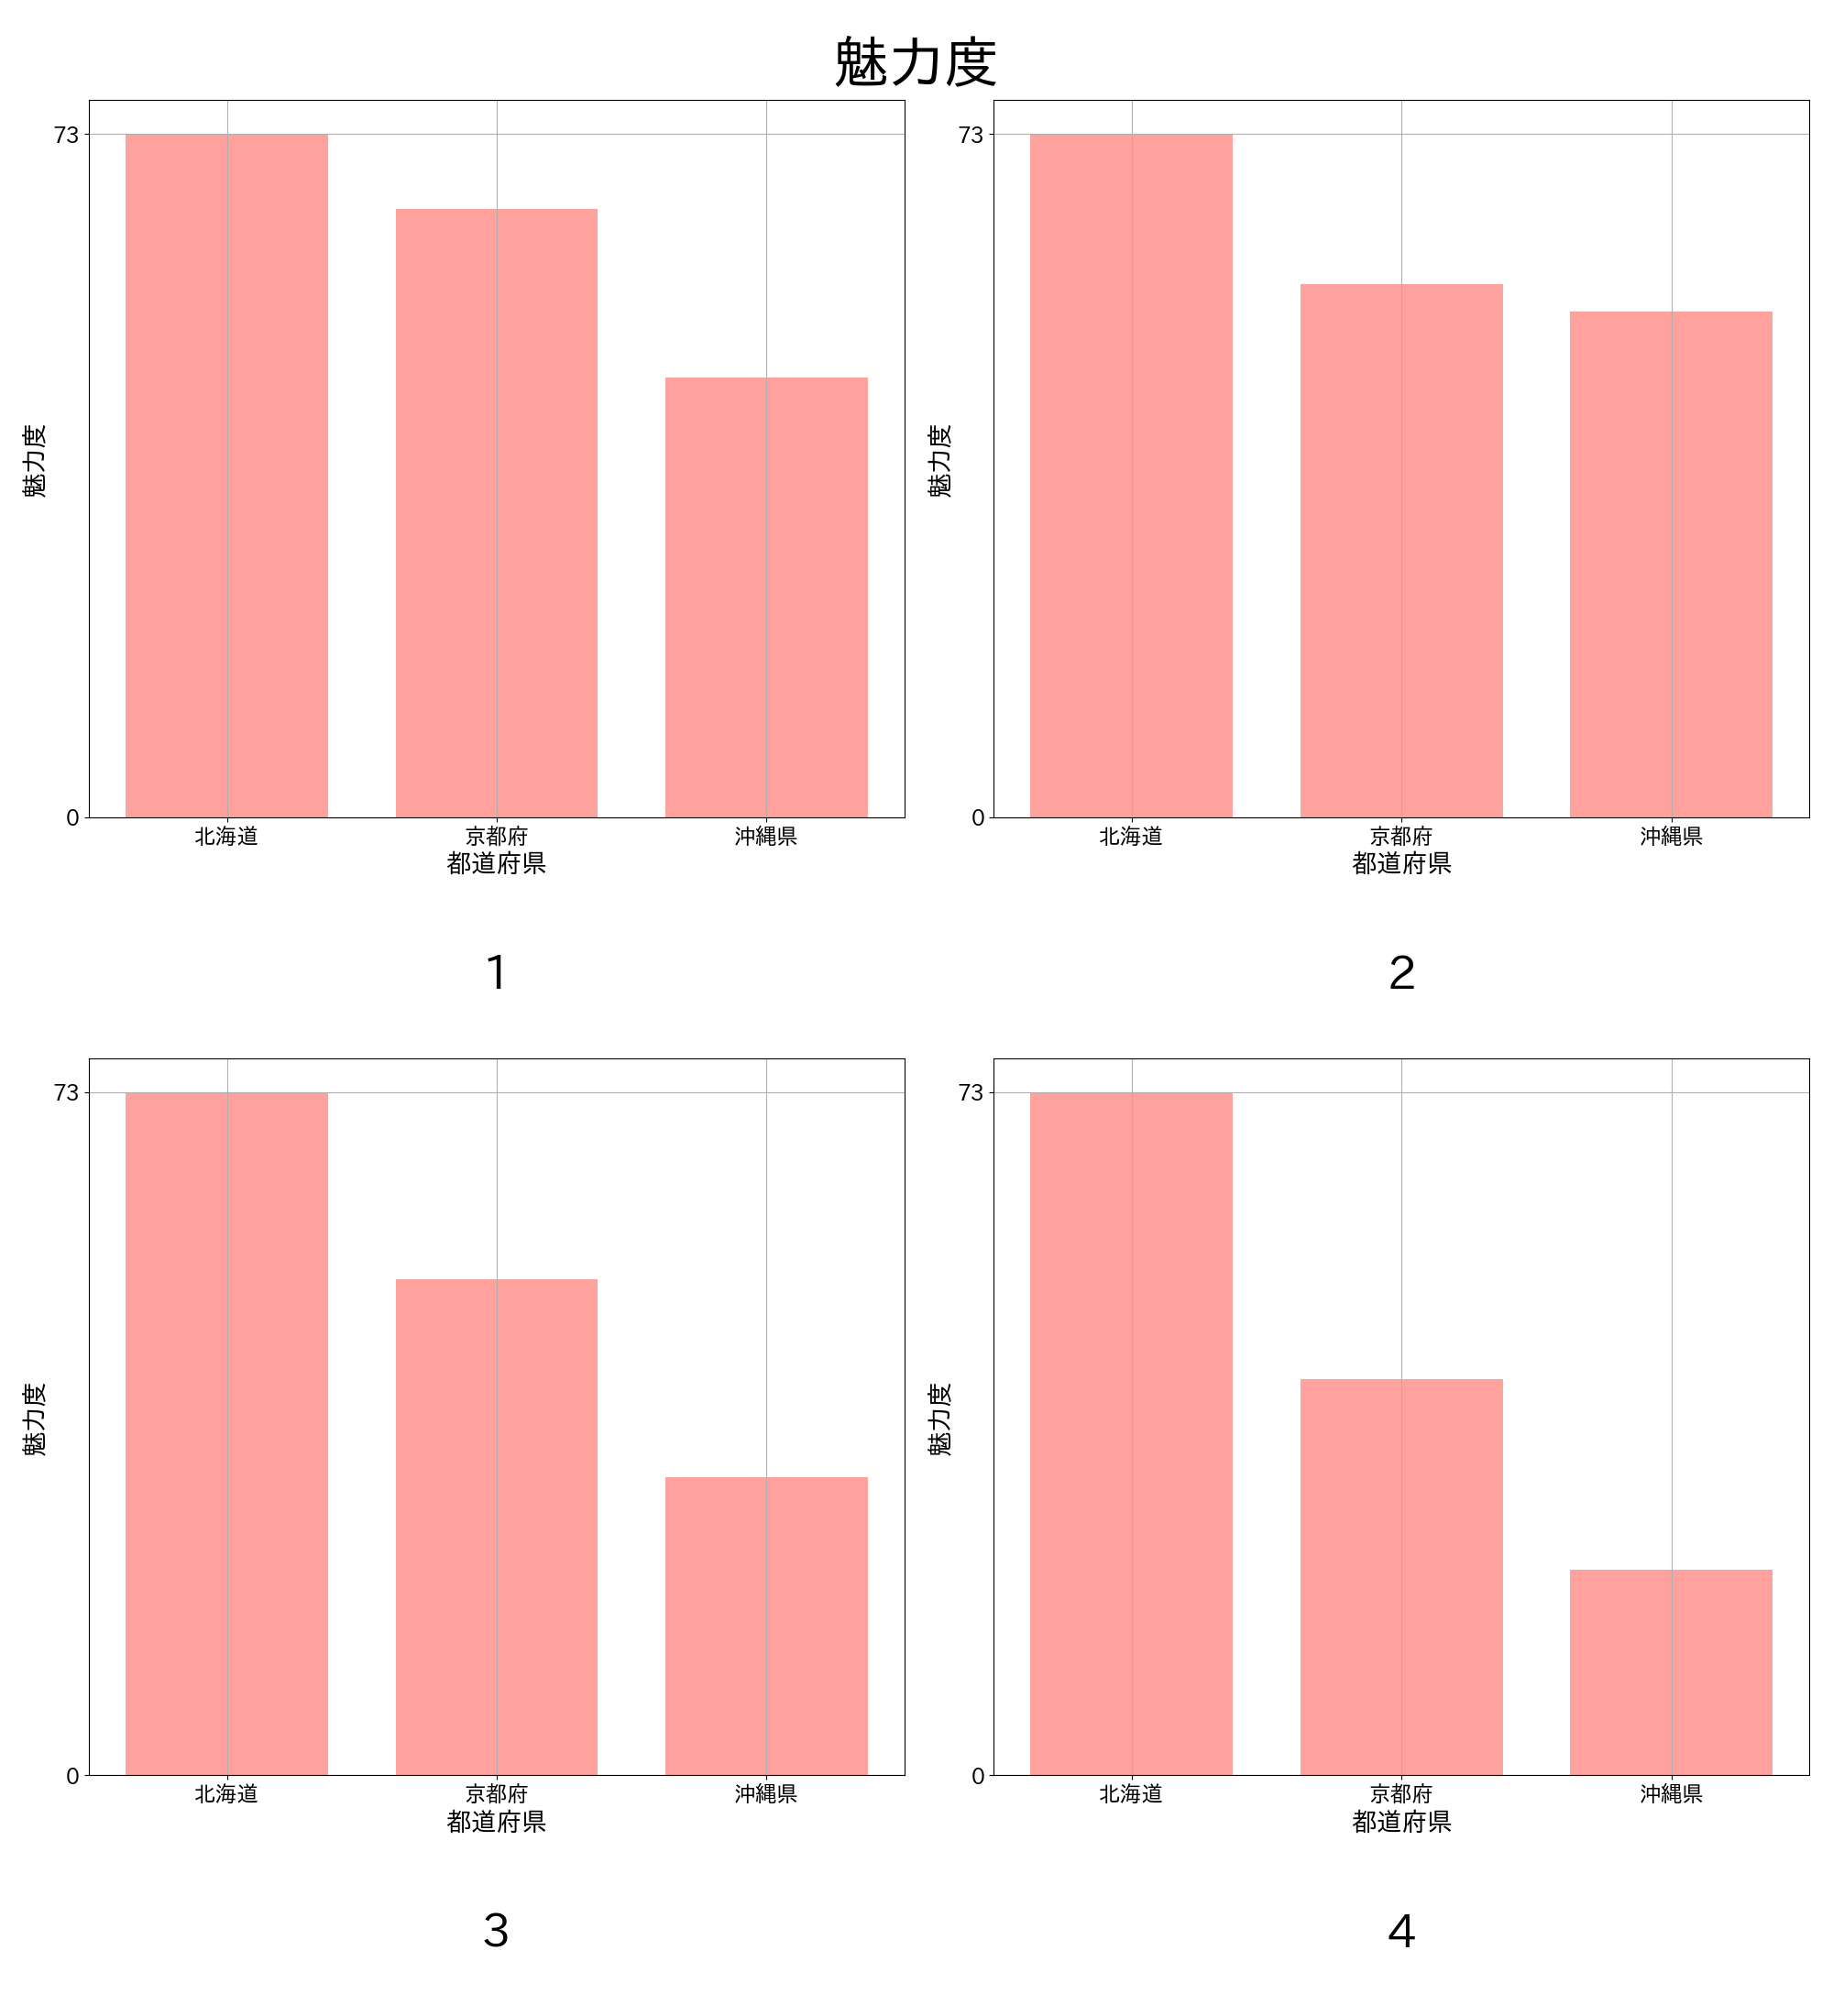 魅力度
73
魅力度
0
北海道 京都府 沖縄県
都道府県
1
73
魅力度
0
北海道 京都府 沖縄県
都道府県
2
73
魅力度
0
北海道 京都府 沖縄県
都道府県
3
73
魅力度
0
北海道 京都府 沖縄県
都道府県
4